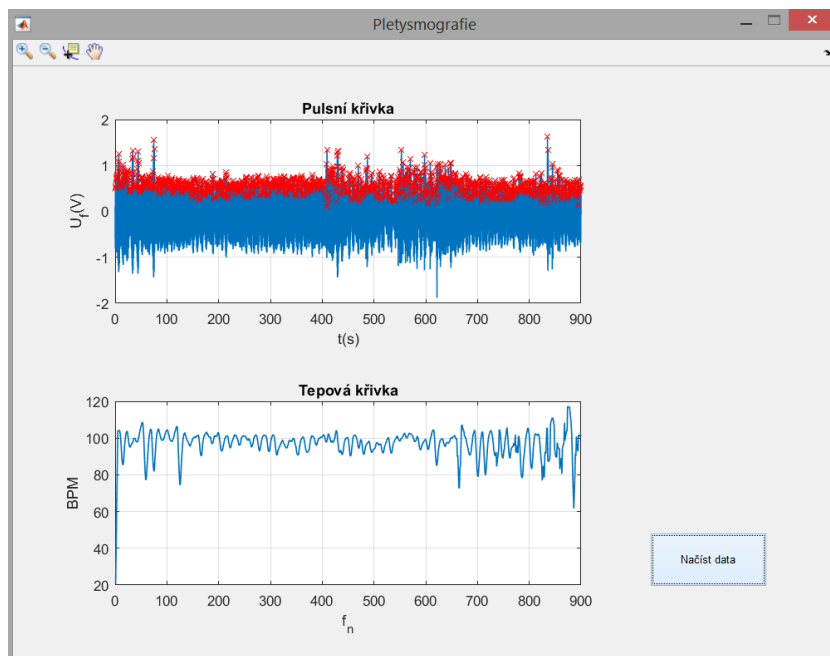 Pletysmografie
Pulsní křivka
2
1
0
-1
-2
U_f(V)
0 100 200 300 400 500 600 700 800 900
t(s)
Tepová křivka
120
100
80
60
40
20
BPM
0 100 200 300 400 500 600 700 800 900
f_n
Načíst data